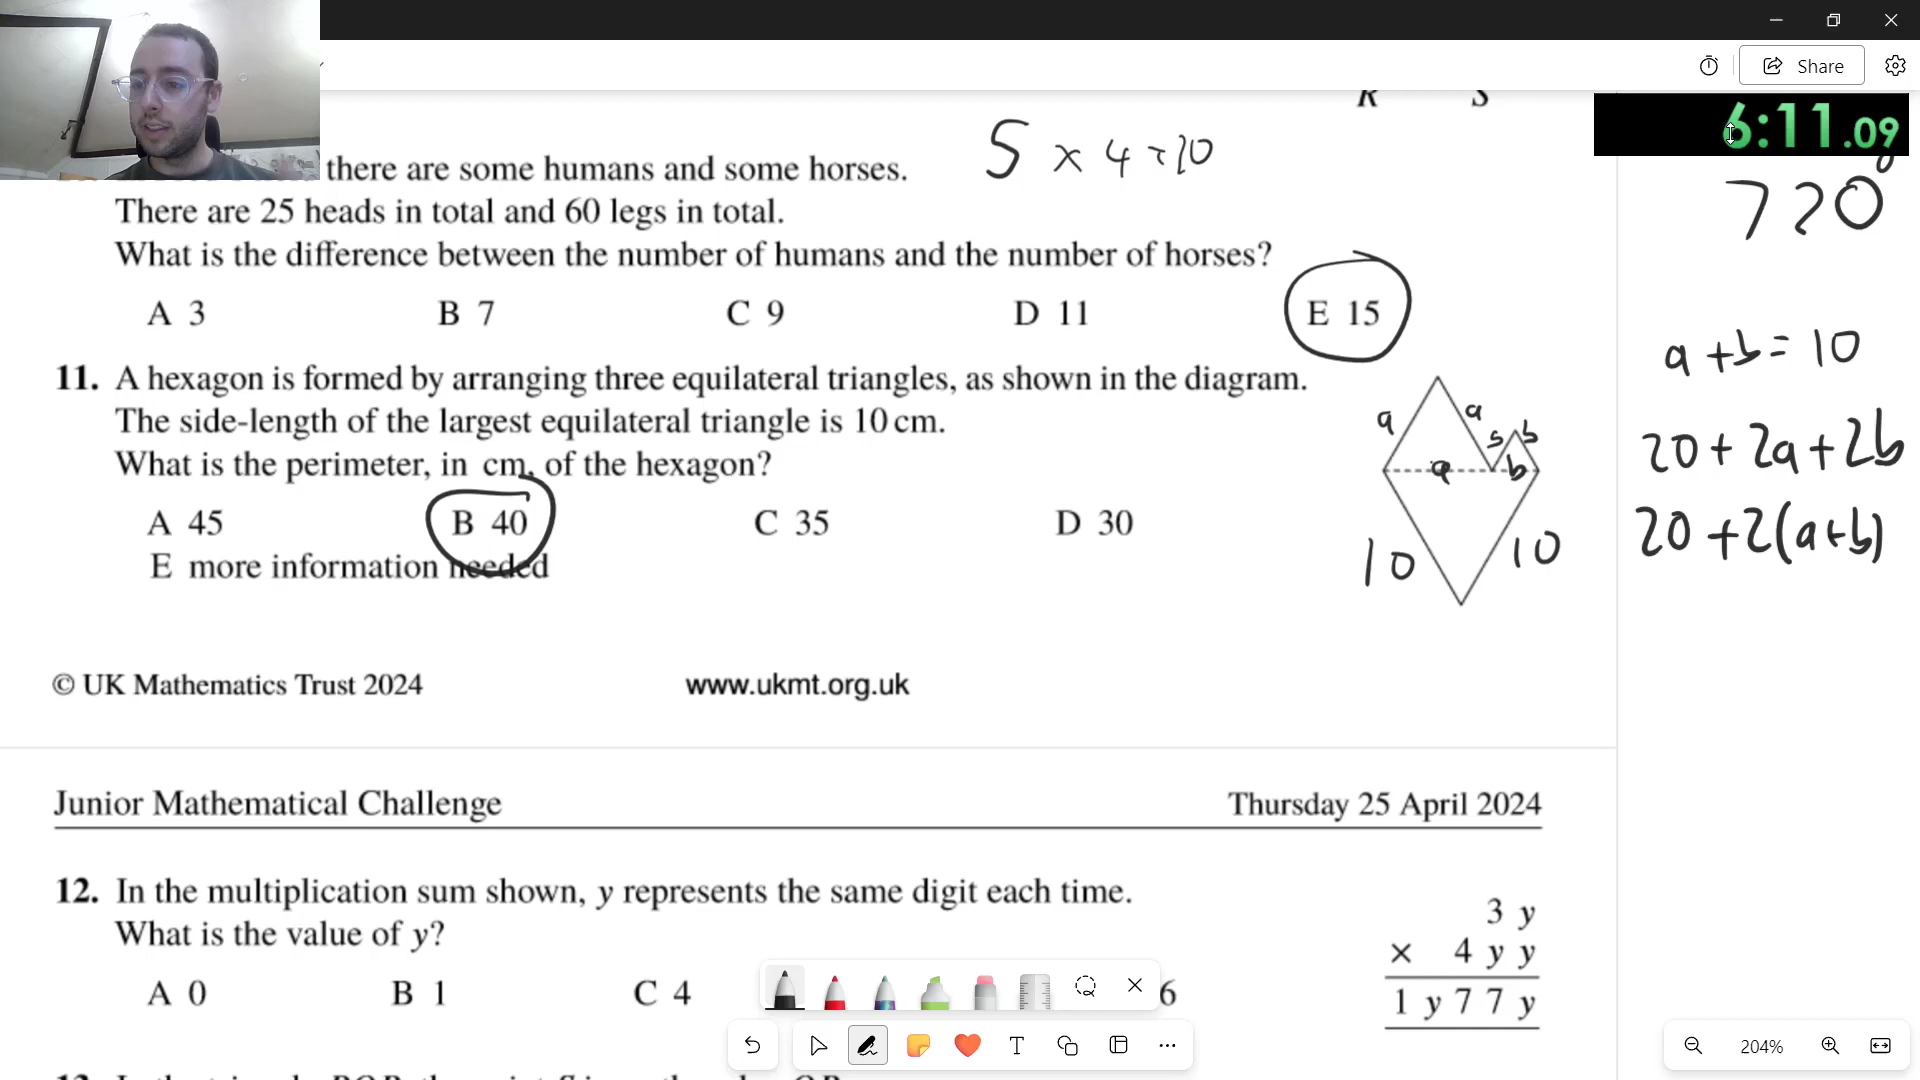 Share
6:11.09
R S
there are some humans and some horses.
5 × 4 = 20
There are 25 heads in total and 60 legs in total.
720
What is the difference between the number of humans and the number of horses?
A 3 B 7 C 9 D 11 E 15
a + b = 10
11. A hexagon is formed by arranging three equilateral triangles, as shown in the diagram.
The side-length of the largest equilateral triangle is 10 cm.
What is the perimeter, in cm, of the hexagon?
a a b b
a b
20 + 2a + 2b
A 45 B 40 C 35 D 30
20 + 2(a+b)
E more information needed
10 10
© UK Mathematics Trust 2024 www.ukmt.org.uk
Junior Mathematical Challenge Thursday 25 April 2024
12. In the multiplication sum shown, y represents the same digit each time.
What is the value of y?
3 y
× 4 y y
1 y 7 7 y
A 0 B 1 C 4 6
204%